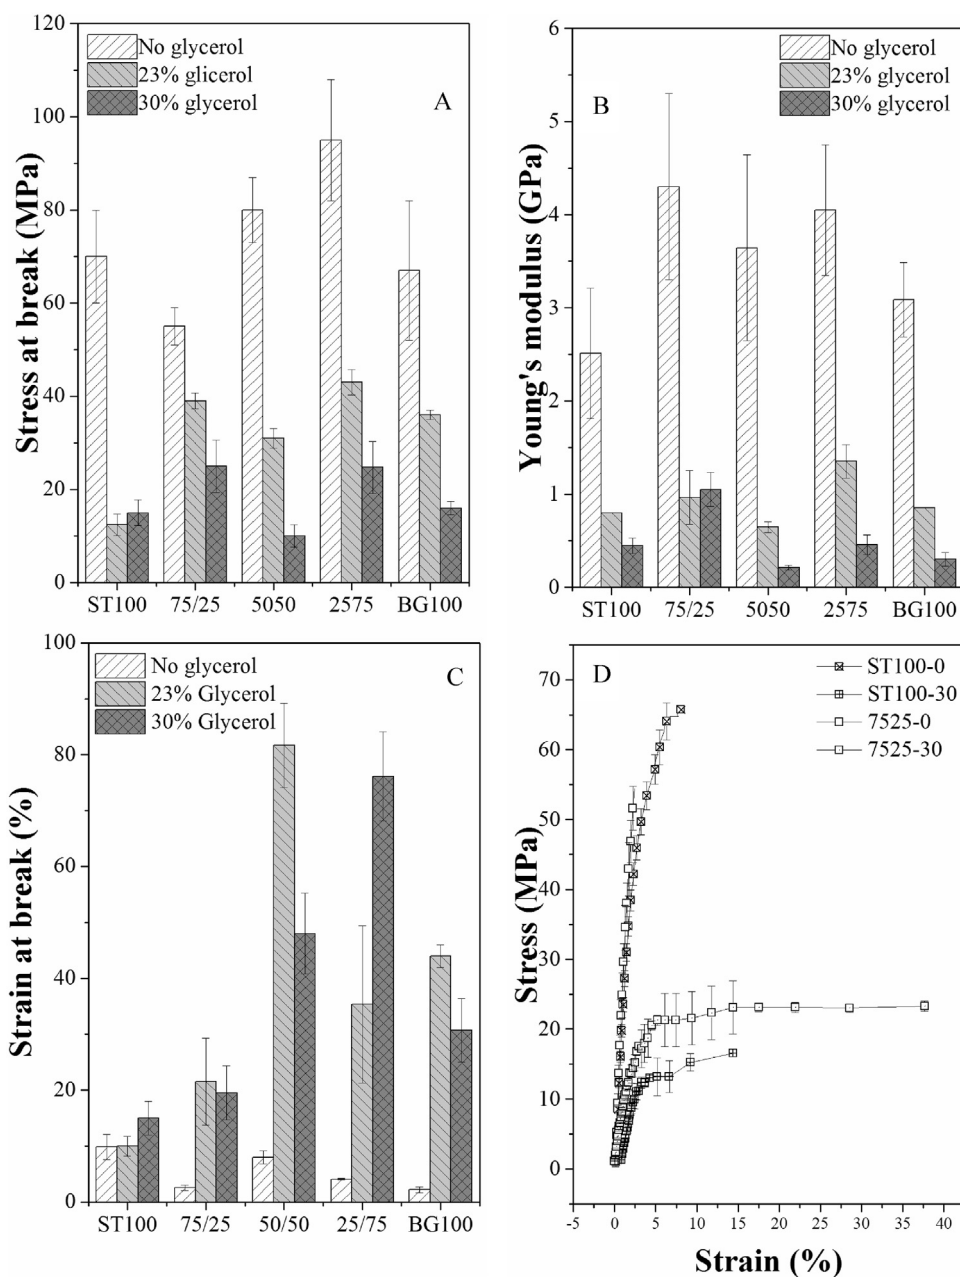 120
100
80
60
40
20
0
Stress at break (MPa)
No glycerol
23% glicerol
30% glycerol
A
ST100 75/25 5050 2575 BG100
6
5
4
3
2
1
0
Young's modulus (GPa)
No glycerol
23% glycerol
30% glycerol
B
ST100 75/25 5050 2575 BG100
100
80
60
40
20
0
Strain at break (%)
No glycerol
23% Glycerol
30% Glycerol
C
ST100 75/25 50/50 25/75 BG100
70
60
50
40
30
20
10
0
Stress (MPa)
D
ST100-0
ST100-30
7525-0
7525-30
-5 0 5 10 15 20 25 30 35 40
Strain (%)